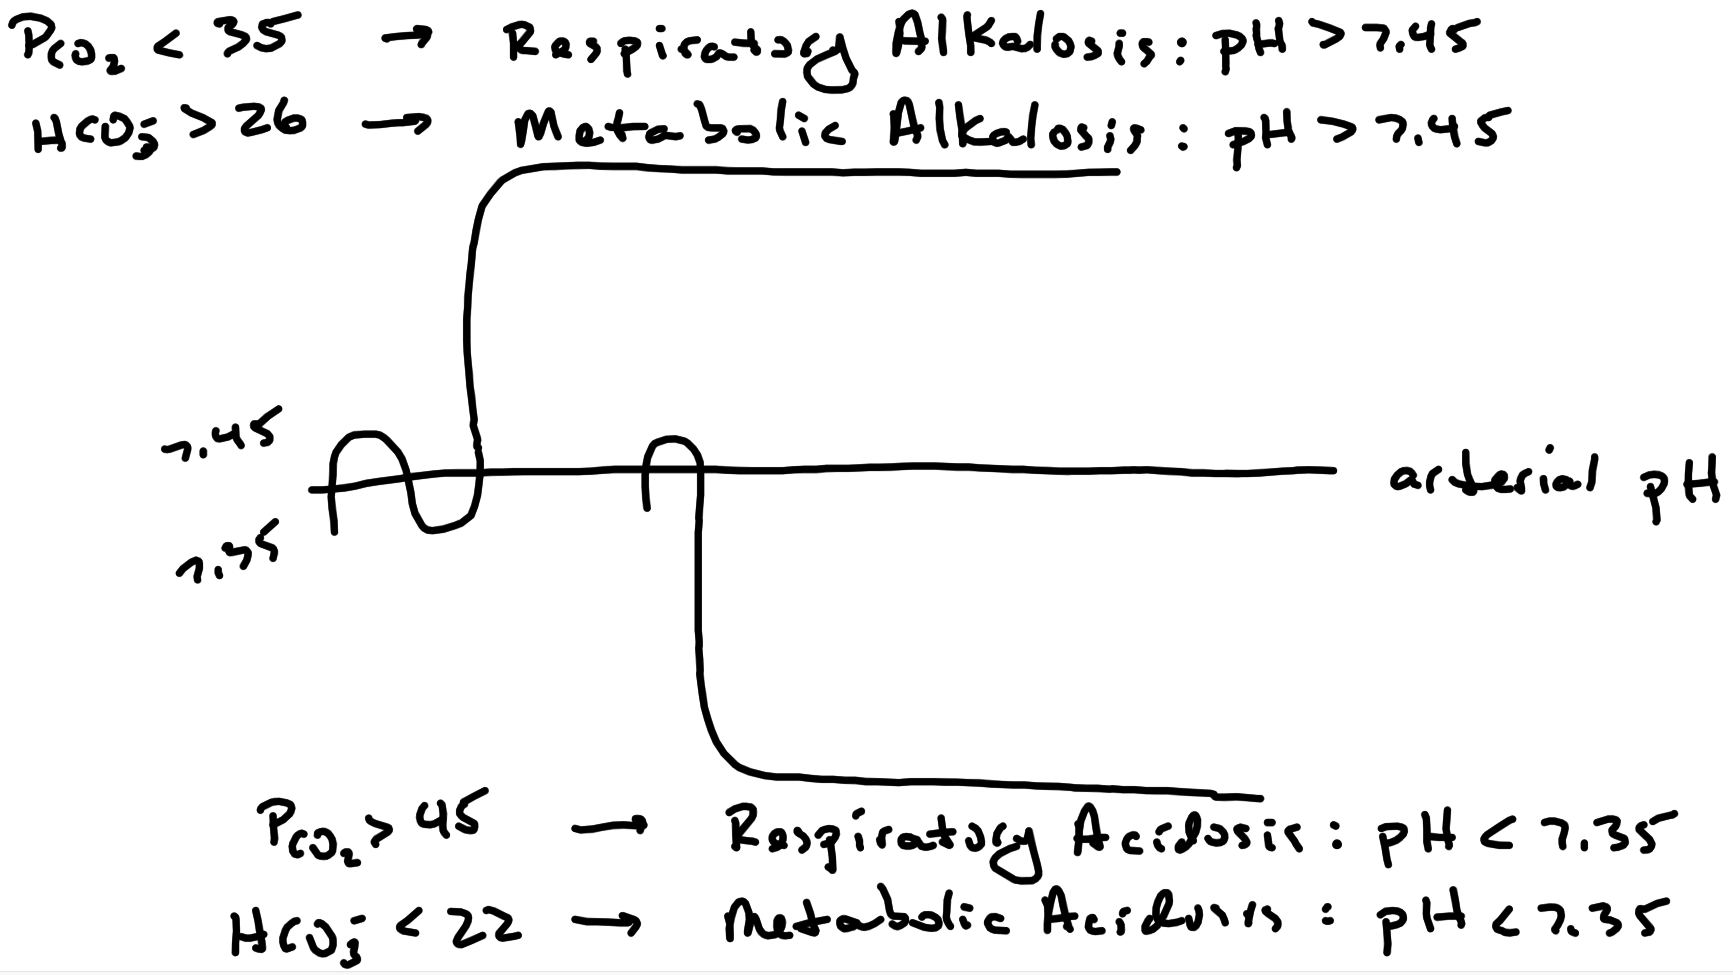 PCO₂ < 35 → Respiratory Alkalosis : pH > 7.45
HCO₃⁻ > 26 → Metabolic Alkalosis : pH > 7.45
7.45
arterial pH
7.35
PCO₂ > 45 → Respiratory Acidosis : pH < 7.35
HCO₃⁻ < 22 → Metabolic Acidosis : pH < 7.35